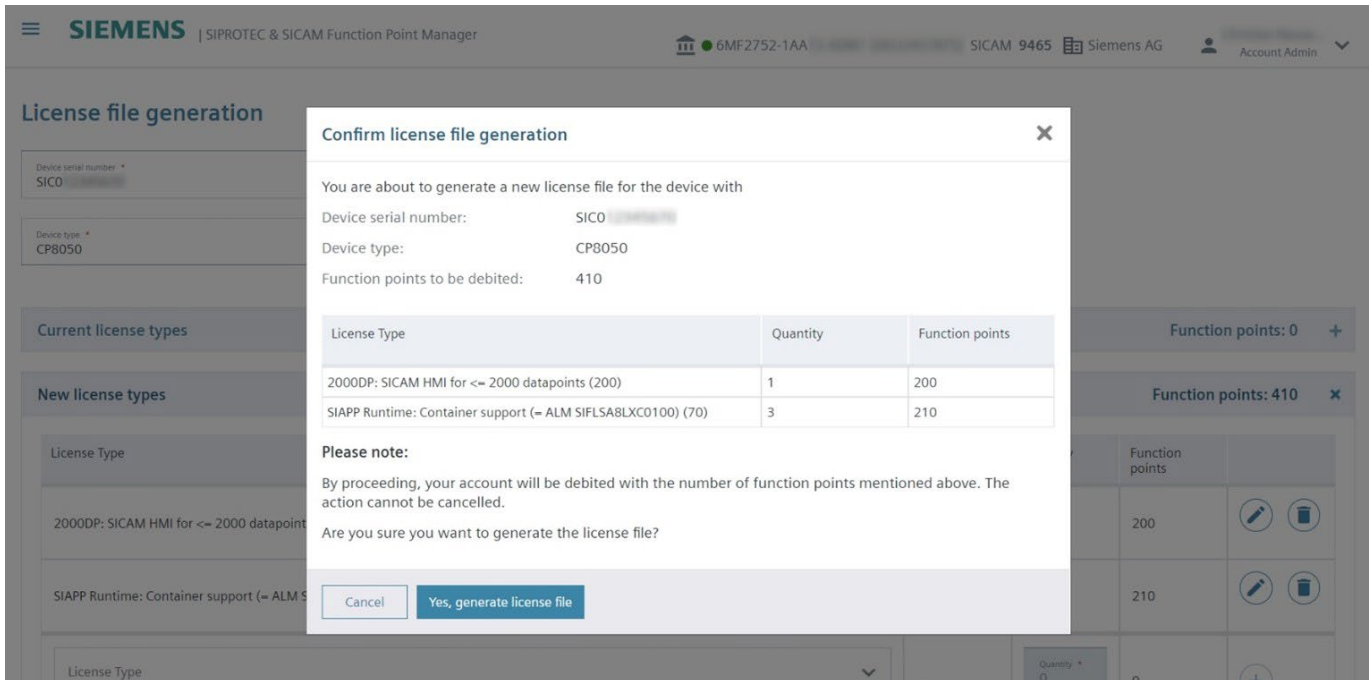 SIEMENS | SIPROTEC & SICAM Function Point Manager
6MF2752-1AA SICAM 9465 Siemens AG Account Admin
License file generation
Device serial number *
SIC0
Device type *
CP8050
Current license types Function points: 0
New license types Function points: 410
License Type Function points
2000DP: SICAM HMI for <= 2000 datapoint 200
SIAPP Runtime: Container support (= ALM S 210
License Type Quantity *
Confirm license file generation
You are about to generate a new license file for the device with
Device serial number: SIC0
Device type: CP8050
Function points to be debited: 410
License Type Quantity Function points
2000DP: SICAM HMI for <= 2000 datapoints (200) 1 200
SIAPP Runtime: Container support (= ALM SIFLSA8LXC0100) (70) 3 210
Please note:
By proceeding, your account will be debited with the number of function points mentioned above. The
action cannot be cancelled.
Are you sure you want to generate the license file?
Cancel Yes, generate license file